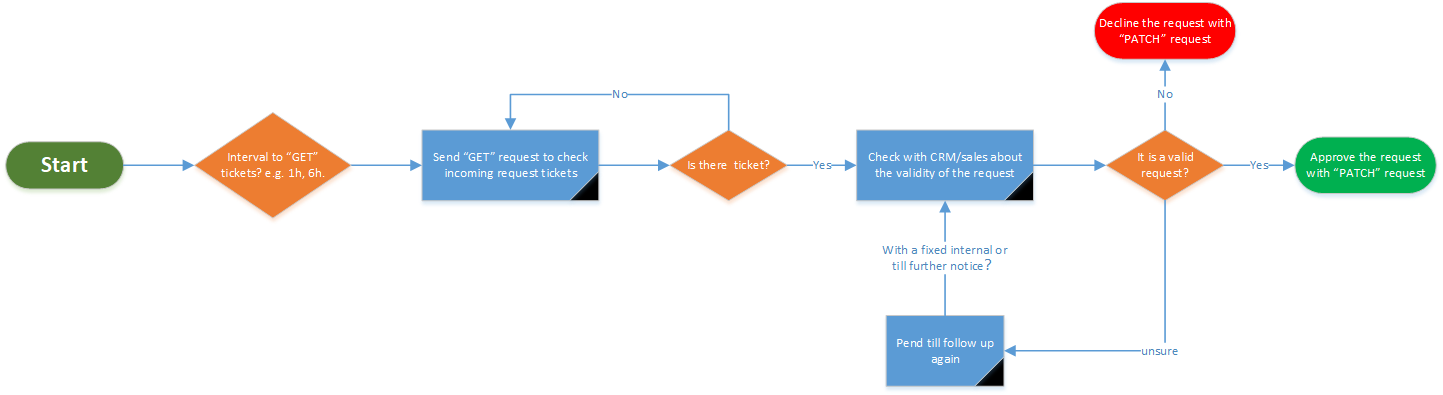 Start
Interval to “GET”
tickets? e.g. 1h, 6h.
Send “GET” request to check
incoming request tickets
No
Is there ticket?
Yes
Check with CRM/sales about
the validity of the request
With a fixed internal or
till further notice?
Pend till follow up
again
unsure
It is a valid
request?
No
Decline the request with
“PATCH” request
Yes
Approve the request
with “PATCH” request